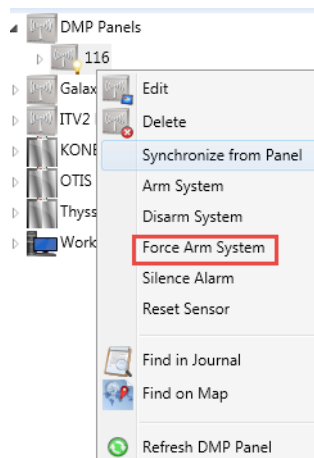 DMP Panels
116
Galax
Edit
ITV2
Delete
KONE
Synchronize from Panel
OTIS
Arm System
Thyss
Disarm System
Work
Force Arm System
Silence Alarm
Reset Sensor
Find in Journal
Find on Map
Refresh DMP Panel